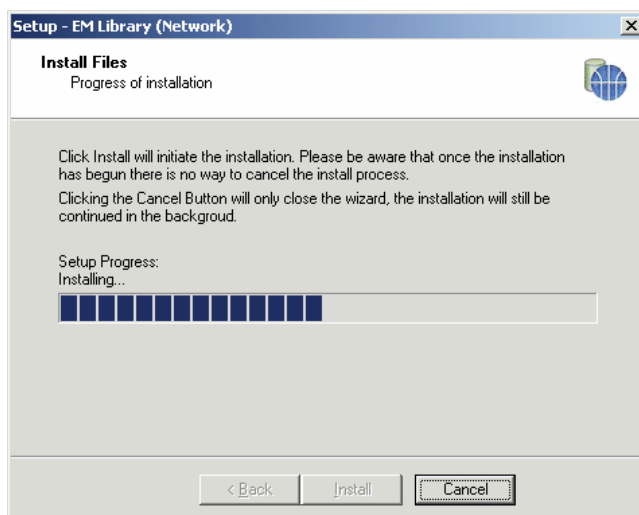 Setup - EM Library (Network)
Install Files
Progress of installation
Click Install will initiate the installation. Please be aware that once the installation
has begun there is no way to cancel the install process.
Clicking the Cancel Button will only close the wizard, the installation will still be
continued in the backgroud.
Setup Progress:
Installing...
< Back
Install
Cancel